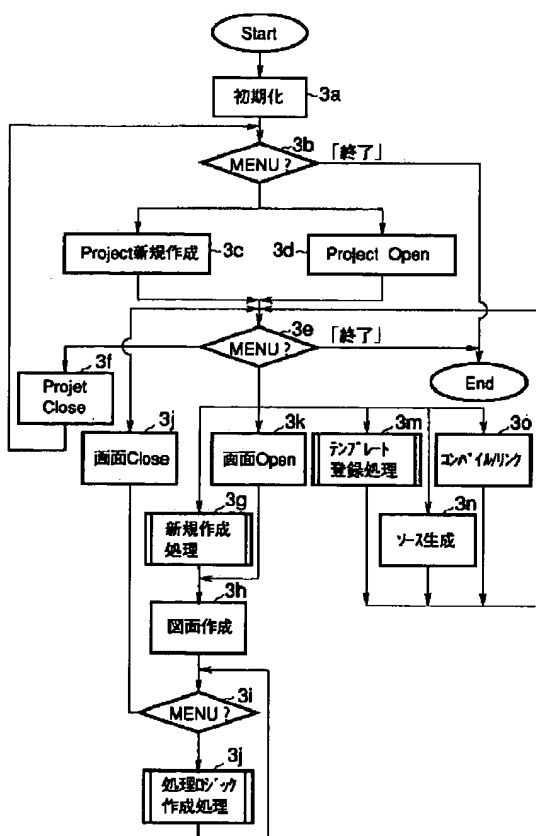 Start
初期化
3a
3b
MENU ?
「終了」
Project新規作成
3c
3d
Project Open
3e
MENU ?
「終了」
3f
Projet
Close
End
3j
画面Close
3k
画面Open
3m
テンプレート
登録処理
3o
コンパイル/リンク
3g
新規作成
処理
3n
ソース生成
3h
図面作成
3i
MENU ?
3j
処理ロジック
作成処理